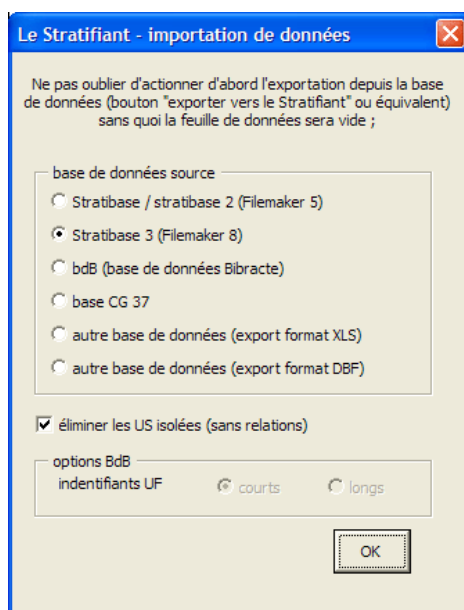 Le Stratifiant - importation de données
Ne pas oublier d'actionner d'abord l'exportation depuis la base
de données (bouton "exporter vers le Stratifiant" ou équivalent)
sans quoi la feuille de données sera vide ;
base de données source
Stratibase / stratibase 2 (Filemaker 5)
Stratibase 3 (Filemaker 8)
bdB (base de données Bibracte)
base CG 37
autre base de données (export format XLS)
autre base de données (export format DBF)
éliminer les US isolées (sans relations)
options BdB
indentifiants UF courts longs
OK